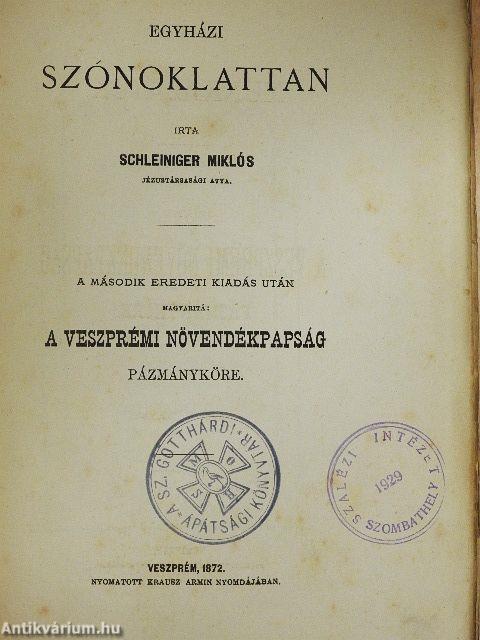 EGYHÁZI
SZÓNOKLATTAN
IRTA
SCHLEINIGER MIKLÓS
JÉZUSTÁRSASÁGI ATYA.
A MÁSODIK EREDETI KIADÁS UTÁN
MAGYARITÁ:
A VESZPRÉMI NÖVENDÉKPAPSÁG
PÁZMÁNYKÖRE.
A SZ. GOTTHÁRDI
APÁTSÁGI KÖNYVTÁR
SZALÉZI INTÉZET
1929
SZOMBATHELY
VESZPRÉM, 1872.
NYOMATOTT KRAUSZ ARMIN NYOMDÁJÁBAN.
Antikvárium.hu